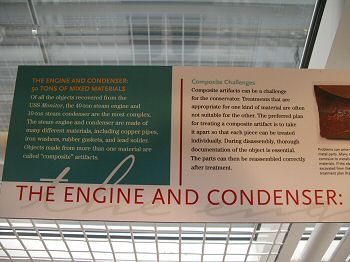 THE ENGINE AND CONDENSER:
50 TONS OF MIXED MATERIALS
Of all the objects recovered from the
USS Monitor, the 40-ton steam engine and
10-ton steam condenser are the most complex.
The steam engine and condenser are made of
many different materials, including copper pipes,
iron washers, rubber gaskets, and lead solder.
Objects made from more than one material are
called "composite" artifacts.
Composite Challenges
Composite artifacts can be a challenge
for the conservator. Treatments that are
appropriate for one kind of material are often
not suitable for the other. The preferred plan
for treating a composite artifact is to take
it apart so that each piece can be treated
individually. During disassembly, thorough
documentation of the object is essential.
The parts can then be reassembled correctly
after treatment.
THE ENGINE AND CONDENSER: